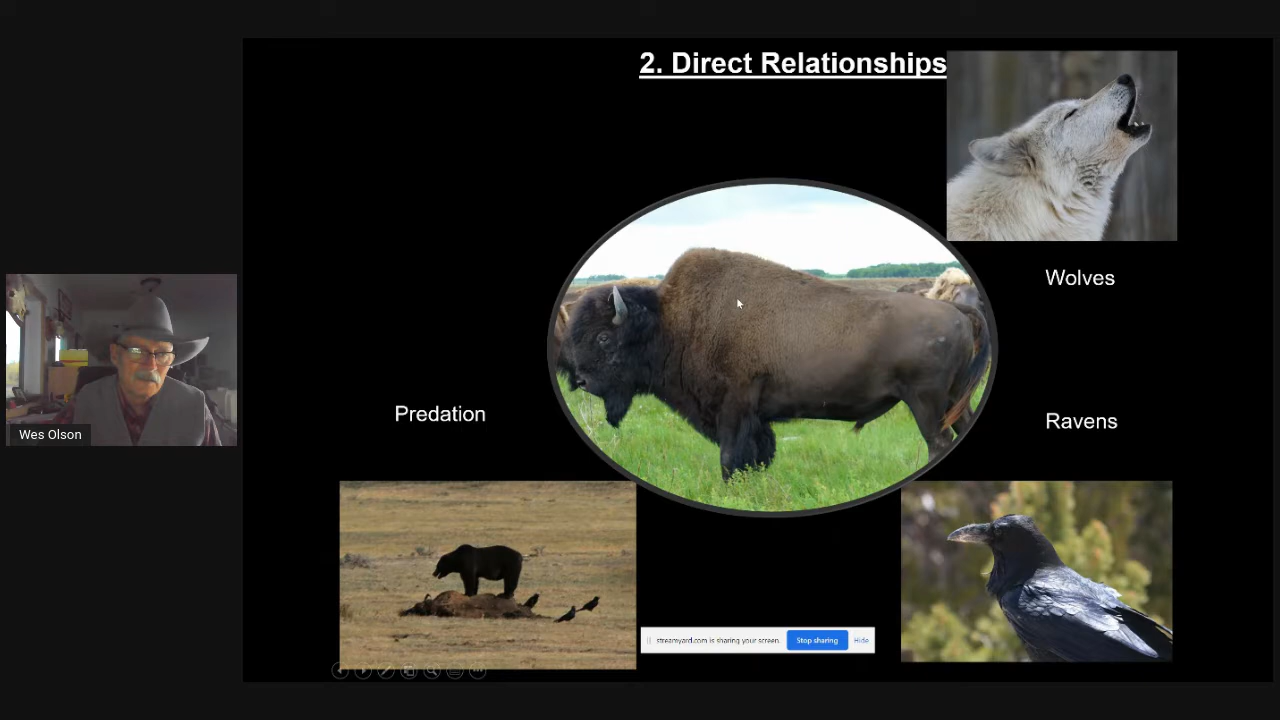 2. Direct Relationships
Wolves
Predation
Ravens
Wes Olson
streamyard.com is sharing your screen.
Stop sharing
Hide